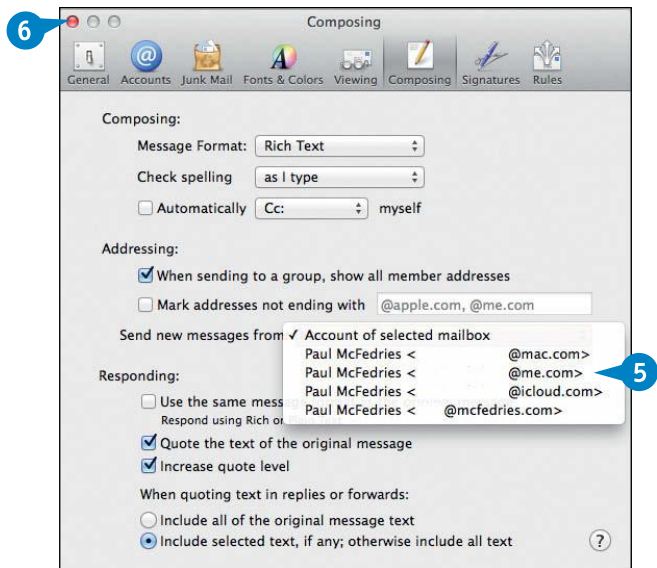 6
Composing
General Accounts Junk Mail Fonts & Colors Viewing Composing Signatures Rules
Composing:
Message Format: Rich Text
Check spelling as I type
Automatically Cc: myself
Addressing:
When sending to a group, show all member addresses
Mark addresses not ending with @apple.com, @me.com
Send new messages from ✓ Account of selected mailbox
Paul McFedries < @mac.com>
Paul McFedries < @me.com> 5
Paul McFedries < @icloud.com>
Paul McFedries < @mcfedries.com>
Responding:
Use the same
Respond using Rich or
Quote the text of the original message
Increase quote level
When quoting text in replies or forwards:
Include all of the original message text
Include selected text, if any; otherwise include all text
?